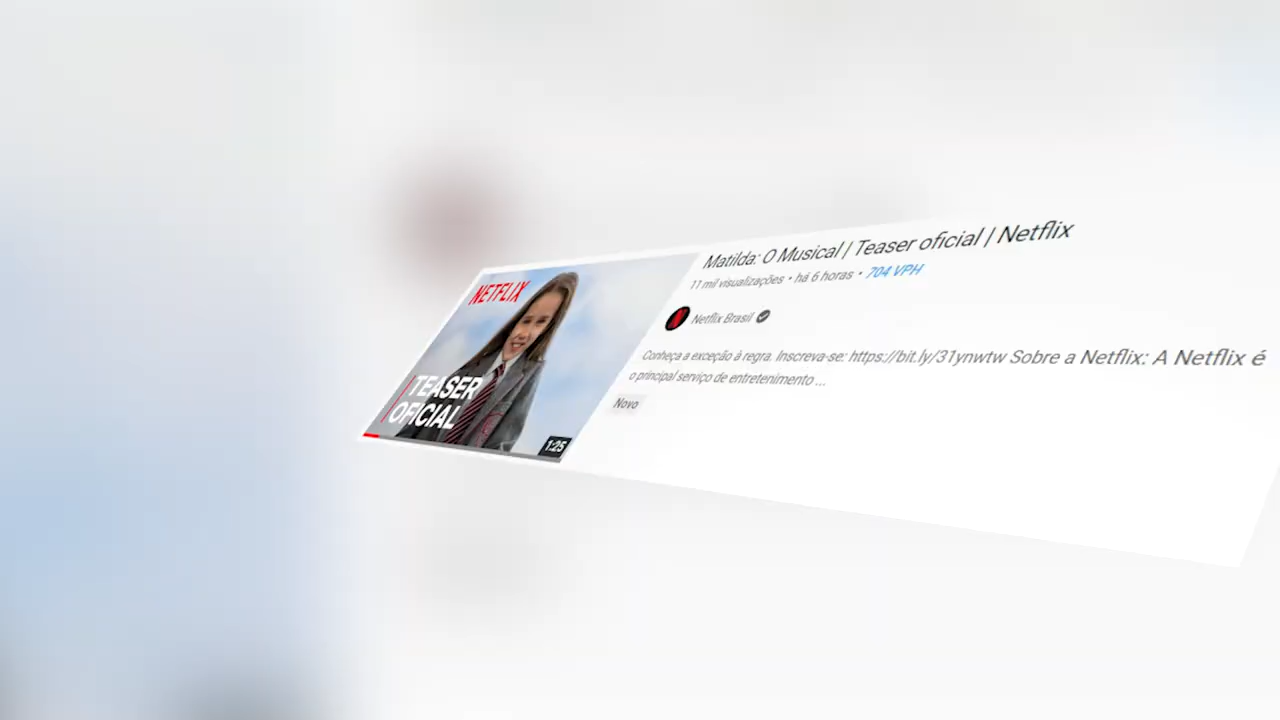 Matilda: O Musical | Teaser oficial | Netflix
11 mil visualizações • há 6 horas • 704 VPH
Netflix Brasil
Conheça a exceção à regra. Inscreva-se: https://bit.ly/31ynwtw Sobre a Netflix: A Netflix é
o principal serviço de entretenimento ...
Novo
NETFLIX
TEASER
OFICIAL
1:25